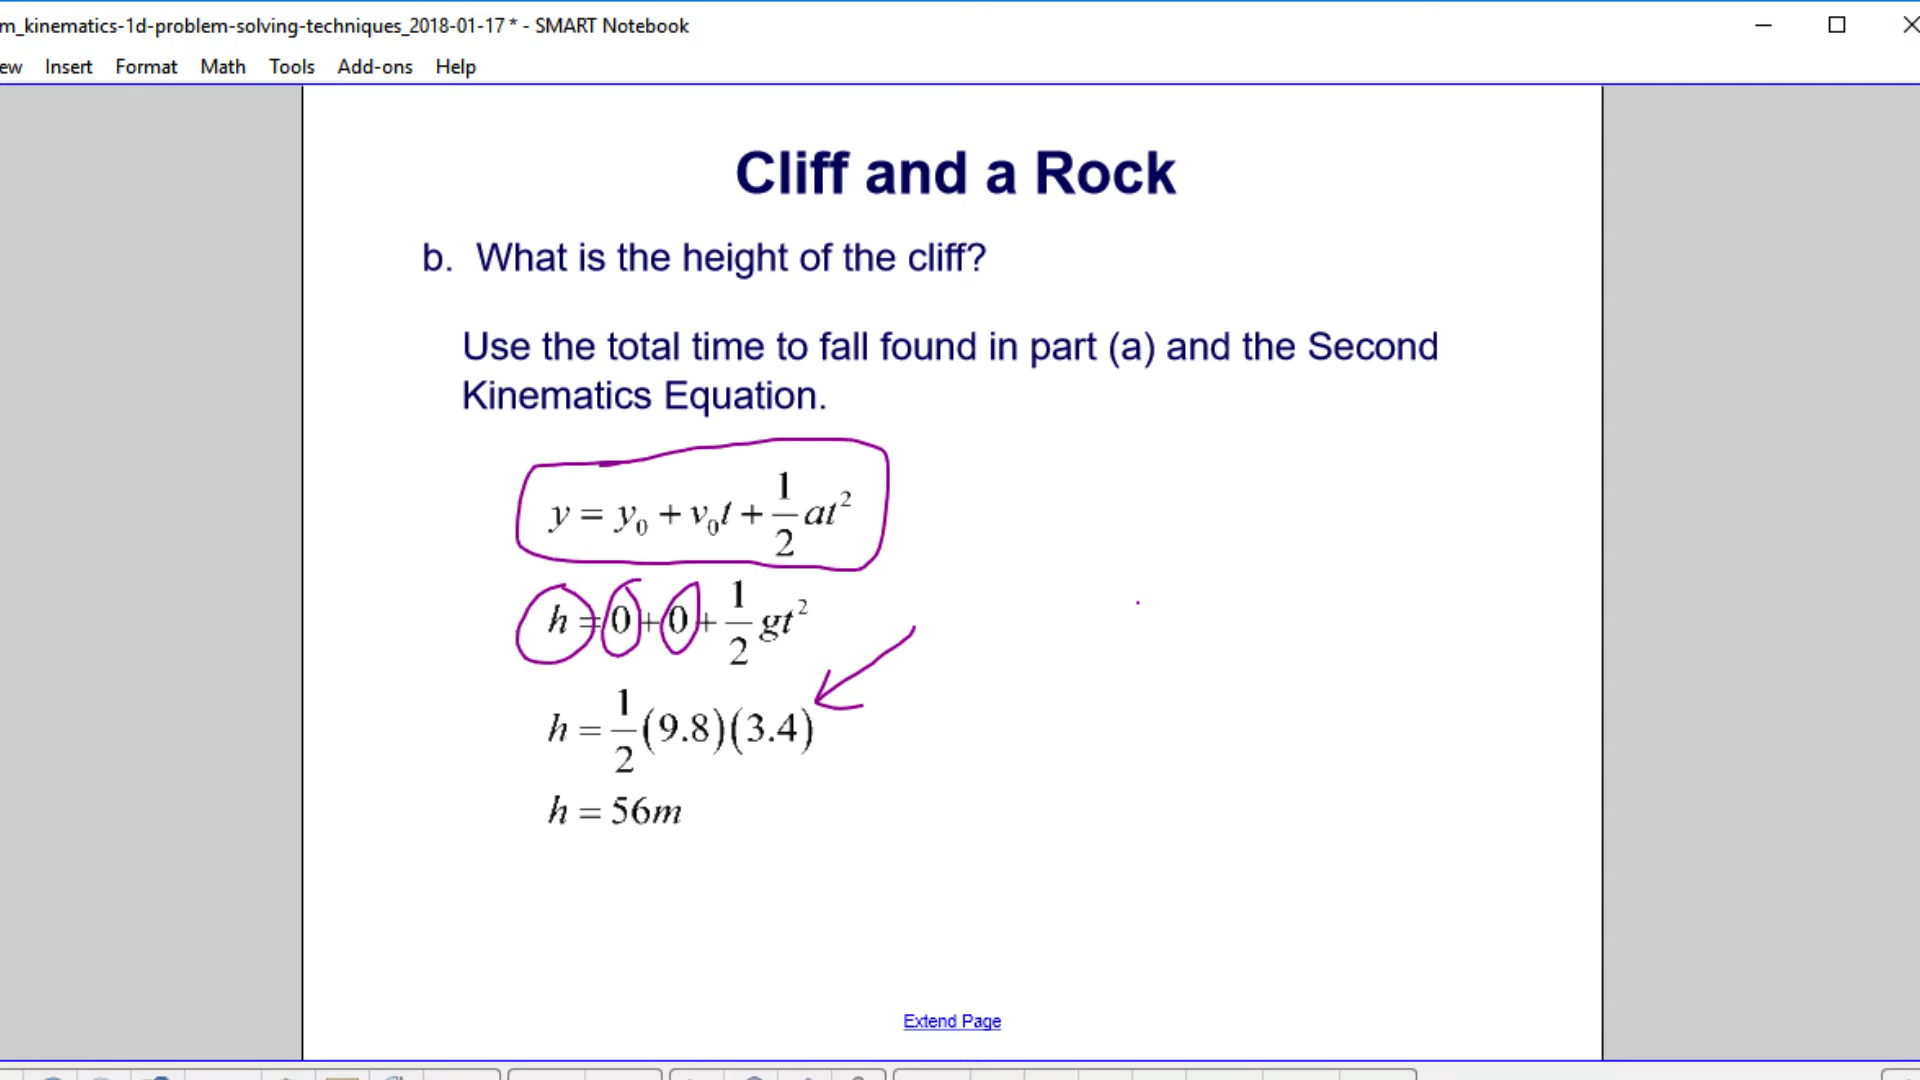 m_kinematics-1d-problem-solving-techniques_2018-01-17 * - SMART Notebook
ew Insert Format Math Tools Add-ons Help
Cliff and a Rock
b. What is the height of the cliff?
Use the total time to fall found in part (a) and the Second
Kinematics Equation.
y = y₀ + v₀t + 1/2 at²
h = 0 + 0 + 1/2 gt²
h = 1/2 (9.8)(3.4)
h = 56m
Extend Page